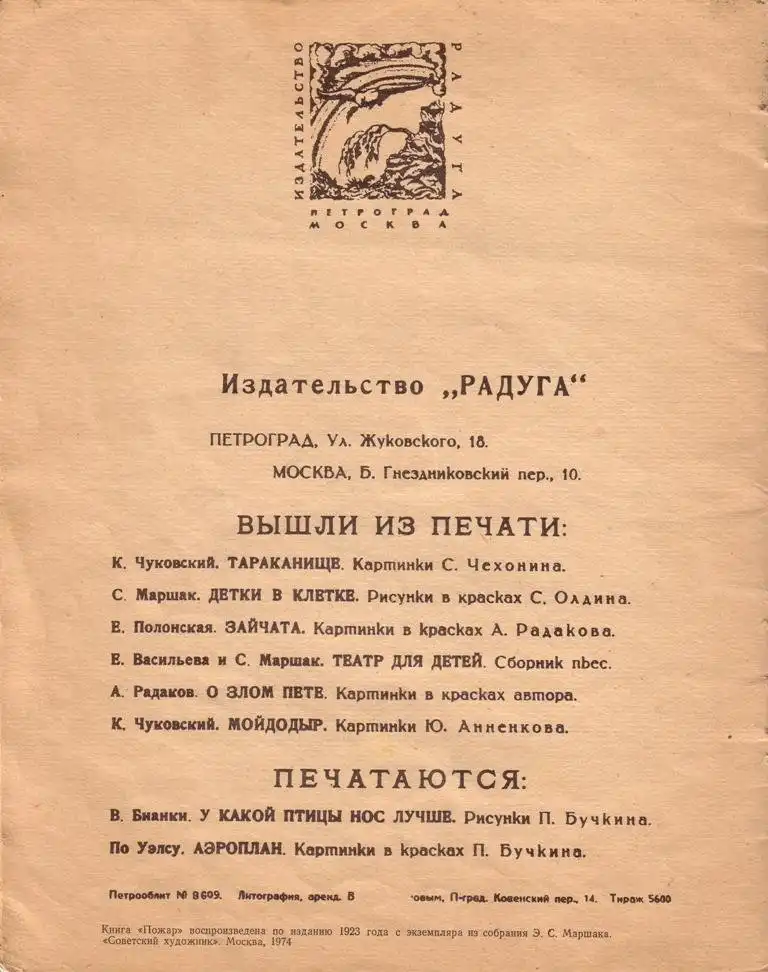 ИЗДАТЕЛЬСТВО
РАДУГА
ПЕТРОГРАД
МОСКВА
Издательство „РАДУГА“
ПЕТРОГРАД, Ул. Жуковского, 18.
МОСКВА, Б. Гнездниковский пер., 10.
ВЫШЛИ ИЗ ПЕЧАТИ:
К. Чуковский. ТАРАКАНИЩЕ. Картинки С. Чехонина.
С. Маршак. ДЕТКИ В КЛЕТКЕ. Рисунки в красках С. Олдина.
Е. Полонская. ЗАЙЧАТА. Картинки в красках А. Радакова.
Е. Васильева и С. Маршак. ТЕАТР ДЛЯ ДЕТЕЙ. Сборник пьес.
А. Радаков. О ЗЛОМ ПЕТЕ. Картинки в красках автора.
К. Чуковский. МОЙДОДЫР. Картинки Ю. Анненкова.
ПЕЧАТАЮТСЯ:
В. Бианки. У КАКОЙ ПТИЦЫ НОС ЛУЧШЕ. Рисунки П. Бучкина.
По Уэлсу. АЭРОПЛАН. Картинки в красках П. Бучкина.
Петрооблит № 8609. Литография, аренд. В овым, П-град. Ковенский пер., 14. Тираж 5600
Книга «Пожар» воспроизведена по изданию 1923 года с экземпляра из собрания Э. С. Маршака.
«Советский художник». Москва, 1974